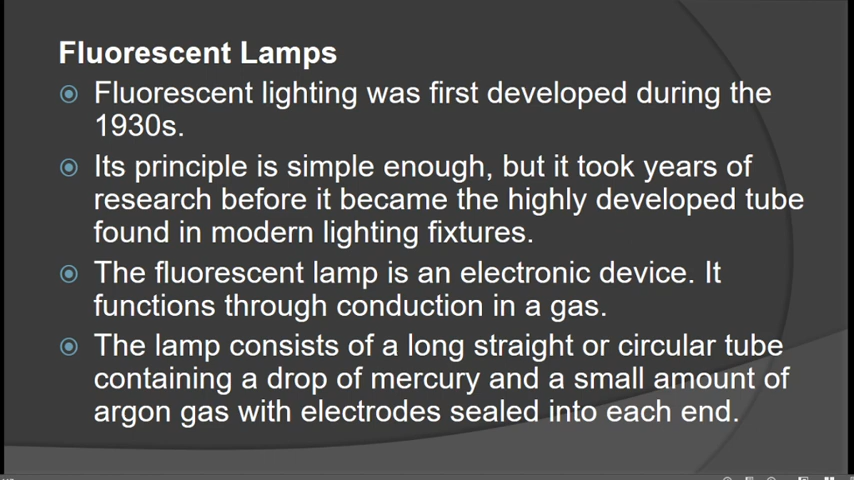 Fluorescent Lamps
Fluorescent lighting was first developed during the
1930s.
Its principle is simple enough, but it took years of
research before it became the highly developed tube
found in modern lighting fixtures.
The fluorescent lamp is an electronic device. It
functions through conduction in a gas.
The lamp consists of a long straight or circular tube
containing a drop of mercury and a small amount of
argon gas with electrodes sealed into each end.